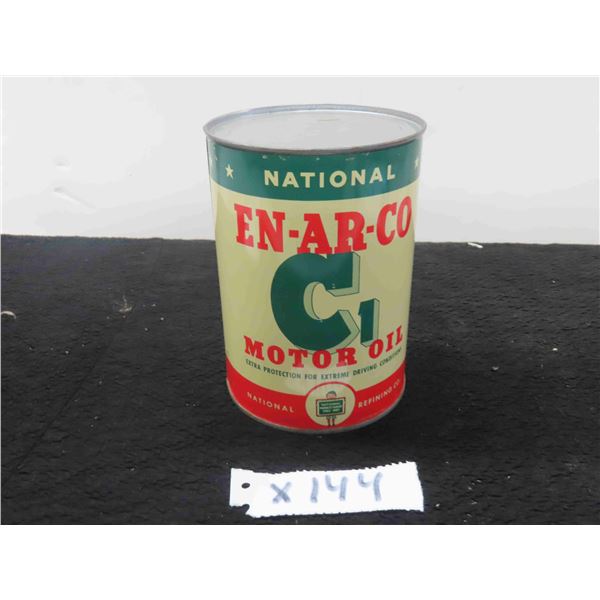 NATIONAL
EN-AR-CO
C1
MOTOR OIL
EXTRA PROTECTION FOR EXTREME DRIVING CONDITIONS
NATIONAL REFINING CO.
X144